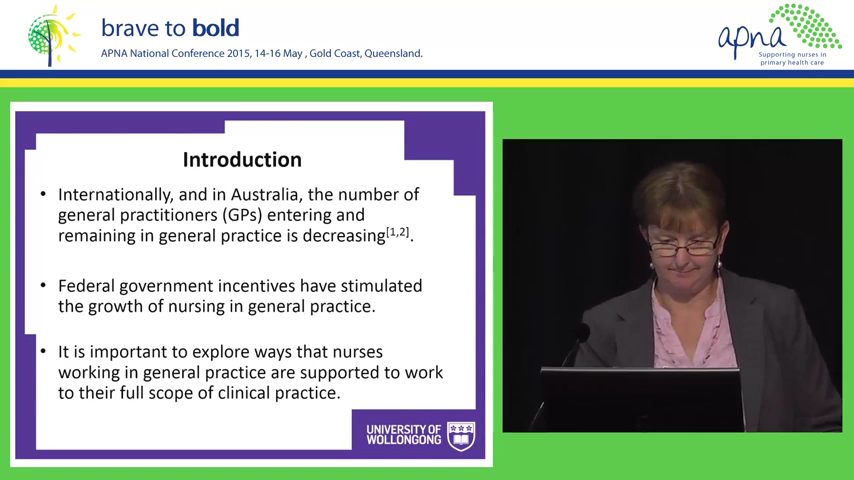 brave to bold
APNA National Conference 2015, 14-16 May , Gold Coast, Queensland.
apna
Supporting nurses in
primary health care
Introduction
• Internationally, and in Australia, the number of
general practitioners (GPs) entering and
remaining in general practice is decreasing[1,2].
• Federal government incentives have stimulated
the growth of nursing in general practice.
• It is important to explore ways that nurses
working in general practice are supported to work
to their full scope of clinical practice.
UNIVERSITY OF
WOLLONGONG